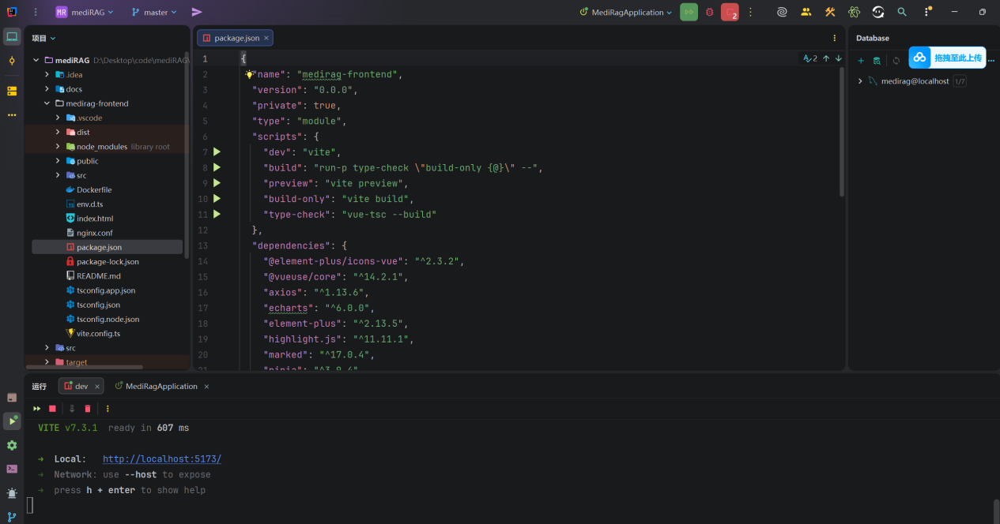 MR mediRAG master MediRagApplication 2
项目
package.json
Database
mediRAG D:\Desktop\code\mediRAG
.idea
docs
medirag-frontend
.vscode
dist
node_modules library root
public
src
Dockerfile
env.d.ts
index.html
nginx.conf
package.json
package-lock.json
README.md
tsconfig.app.json
tsconfig.json
tsconfig.node.json
vite.config.ts
src
target
1 {
2 "name": "medirag-frontend",
3 "version": "0.0.0",
4 "private": true,
5 "type": "module",
6 "scripts": {
7 "dev": "vite",
8 "build": "run-p type-check \"build-only {@}\" --",
9 "preview": "vite preview",
10 "build-only": "vite build",
11 "type-check": "vue-tsc --build"
12 },
13 "dependencies": {
14 "@element-plus/icons-vue": "^2.3.2",
15 "@vueuse/core": "^14.2.1",
16 "axios": "^1.13.6",
17 "echarts": "^6.0.0",
18 "element-plus": "^2.13.5",
19 "highlight.js": "^11.11.1",
20 "marked": "^17.0.4",
21 "pinia": "^3.0.4",
2
拖拽至此上传
medirag@localhost 1/7
运行 dev MediRagApplication
VITE v7.3.1 ready in 607 ms
➜ Local: http://localhost:5173/
➜ Network: use --host to expose
➜ press h + enter to show help